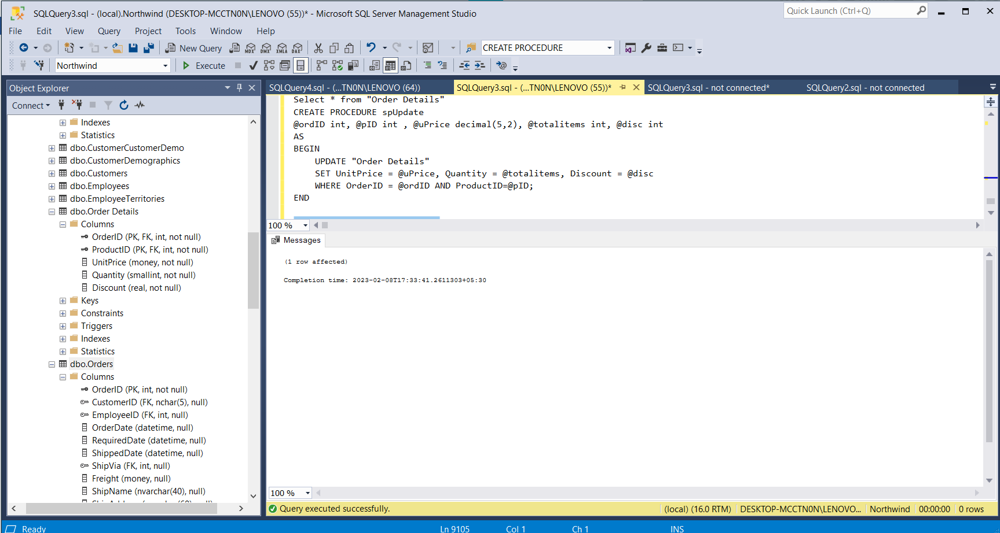 SQLQuery3.sql - (local).Northwind (DESKTOP-MCCTN0N\LENOVO (55))* - Microsoft SQL Server Management Studio
Quick Launch (Ctrl+Q)
File Edit View Query Project Tools Window Help
New Query MDX DMX XMLA DAX CREATE PROCEDURE
Northwind Execute
Object Explorer
Connect
Indexes
Statistics
dbo.CustomerCustomerDemo
dbo.CustomerDemographics
dbo.Customers
dbo.Employees
dbo.EmployeeTerritories
dbo.Order Details
Columns
OrderID (PK, FK, int, not null)
ProductID (PK, FK, int, not null)
UnitPrice (money, not null)
Quantity (smallint, not null)
Discount (real, not null)
Keys
Constraints
Triggers
Indexes
Statistics
dbo.Orders
Columns
OrderID (PK, int, not null)
CustomerID (FK, nchar(5), null)
EmployeeID (FK, int, null)
OrderDate (datetime, null)
RequiredDate (datetime, null)
ShippedDate (datetime, null)
ShipVia (FK, int, null)
Freight (money, null)
ShipName (nvarchar(40), null)
SQLQuery4.sql - (...TN0N\LENOVO (64)) SQLQuery3.sql - (...TN0N\LENOVO (55))* SQLQuery3.sql - not connected* SQLQuery2.sql - not connected
Select * from "Order Details"
CREATE PROCEDURE spUpdate
@ordID int, @pID int , @uPrice decimal(5,2), @totalitems int, @disc int
AS
BEGIN
UPDATE "Order Details"
SET UnitPrice = @uPrice, Quantity = @totalitems, Discount = @disc
WHERE OrderID = @ordID AND ProductID=@pID;
END
100 %
Messages
(1 row affected)
Completion time: 2023-02-08T17:33:41.2611303+05:30
100 %
Query executed successfully. (local) (16.0 RTM) DESKTOP-MCCTN0N\LENOVO... Northwind 00:00:00 0 rows
Ready Ln 9105 Col 1 Ch 1 INS